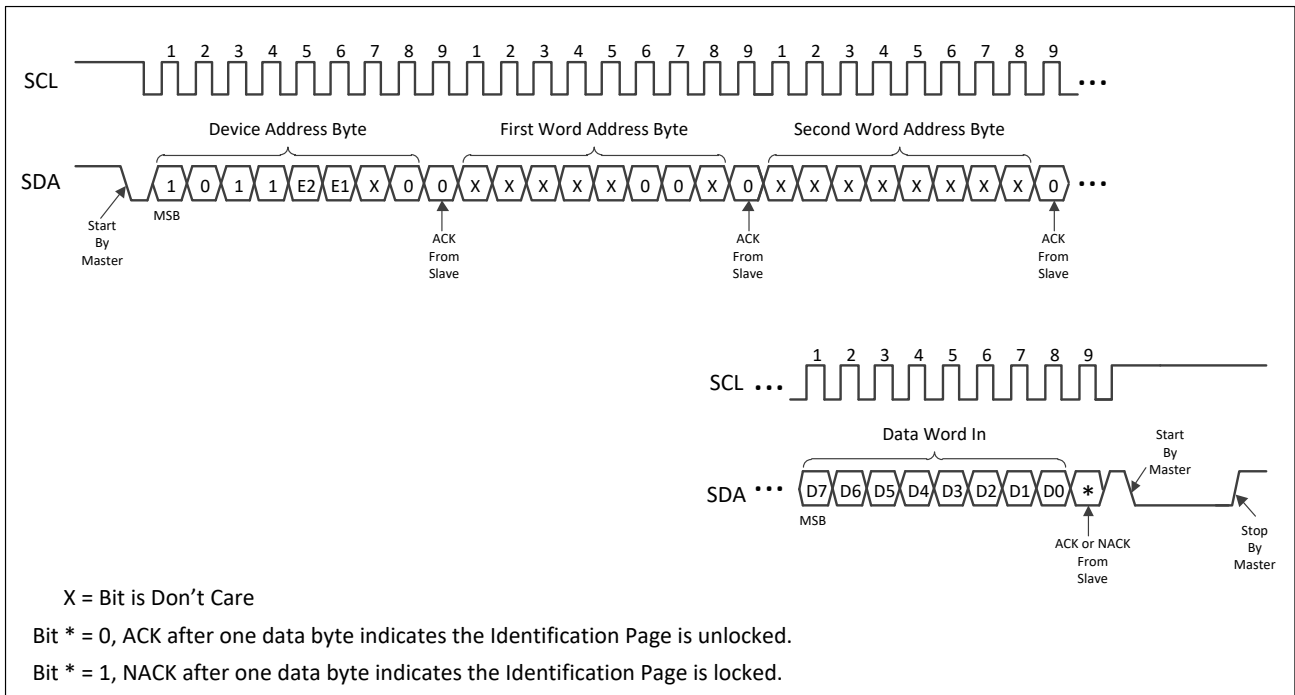 1 2 3 4 5 6 7 8 9 1 2 3 4 5 6 7 8 9 1 2 3 4 5 6 7 8 9
SCL ...
Device Address Byte First Word Address Byte Second Word Address Byte
SDA 1 0 1 1 E2 E1 X 0 0 X X X X X 0 0 X 0 X X X X X X X X 0 ...
MSB
Start
By
Master
ACK
From
Slave
ACK
From
Slave
ACK
From
Slave
1 2 3 4 5 6 7 8 9
SCL ...
Data Word In
Start
By
Master
SDA ... D7 D6 D5 D4 D3 D2 D1 D0 *
MSB
ACK or NACK
From
Slave
Stop
By
Master
X = Bit is Don't Care
Bit * = 0, ACK after one data byte indicates the Identification Page is unlocked.
Bit * = 1, NACK after one data byte indicates the Identification Page is locked.